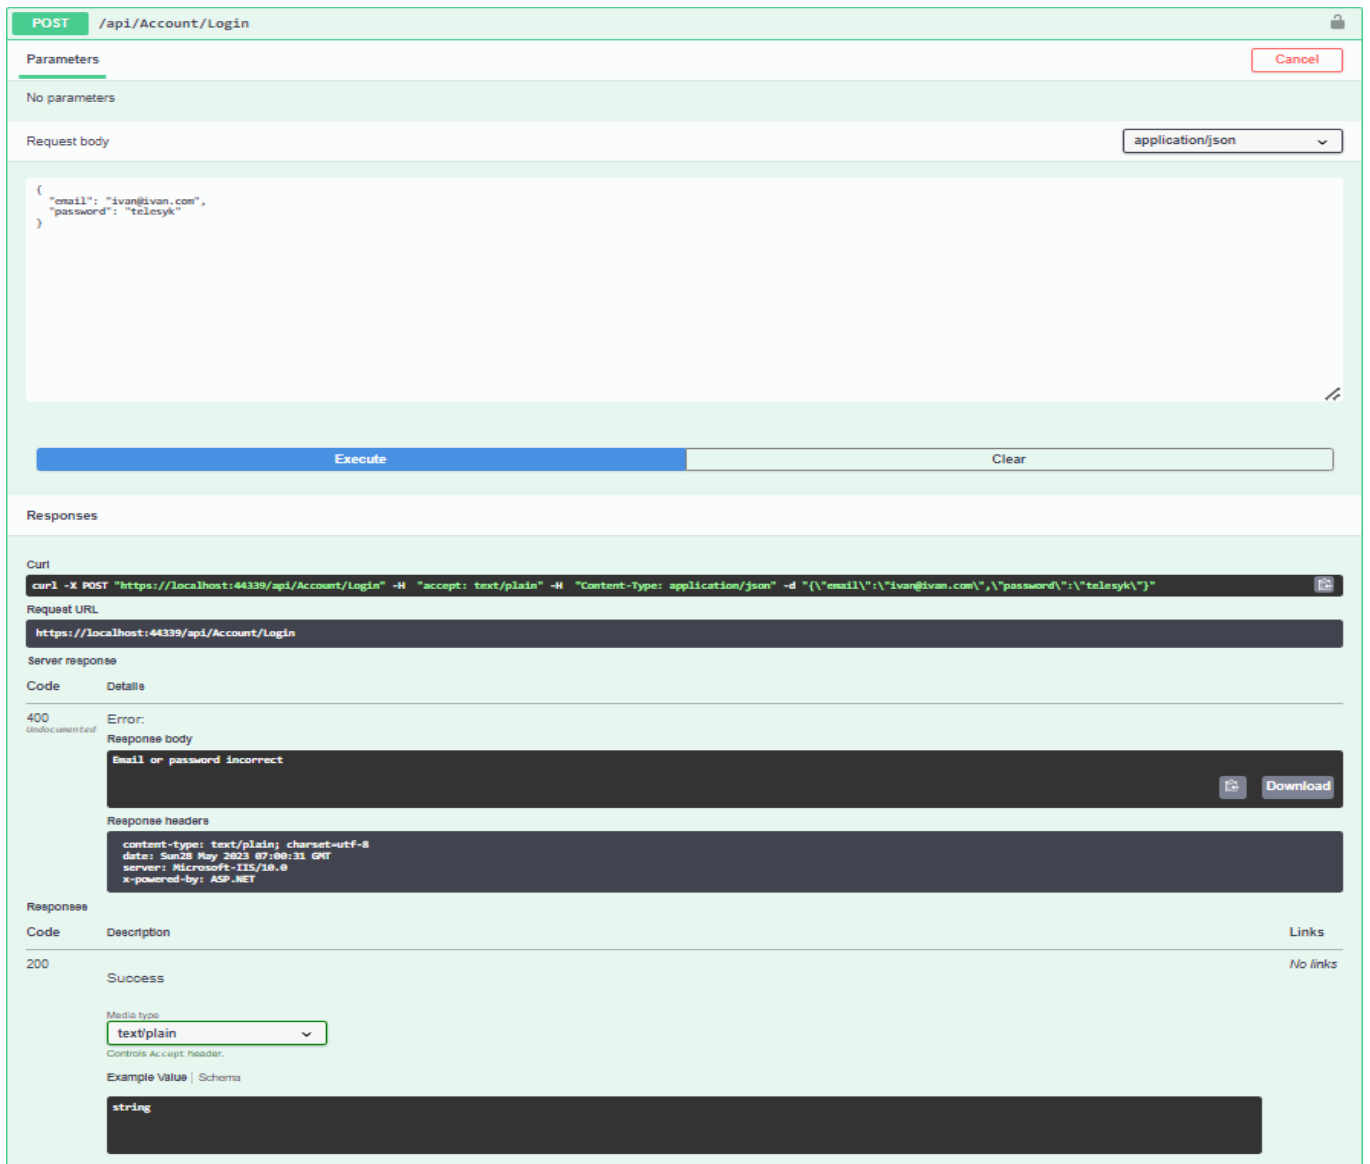 POST /api/Account/Login
Parameters
Cancel
No parameters
Request body
application/json
{
"email": "ivan@ivan.com",
"password": "telesyk"
}
Execute
Clear
Responses
Curl
curl -X POST "https://localhost:44339/api/Account/Login" -H "accept: text/plain" -H "Content-Type: application/json" -d "{\"email\":\"ivan@ivan.com\",\"password\":\"telesyk\"}"
Request URL
https://localhost:44339/api/Account/Login
Server response
Code Details
400 Error:
Undocumented
Response body
Email or password incorrect
Download
Response headers
content-type: text/plain; charset=utf-8
date: Sun28 May 2023 07:00:31 GMT
server: Microsoft-IIS/10.0
x-powered-by: ASP.NET
Responses
Code Description Links
200 No links
Success
Media type
text/plain
Controls Accept header.
Example Value | Schema
string